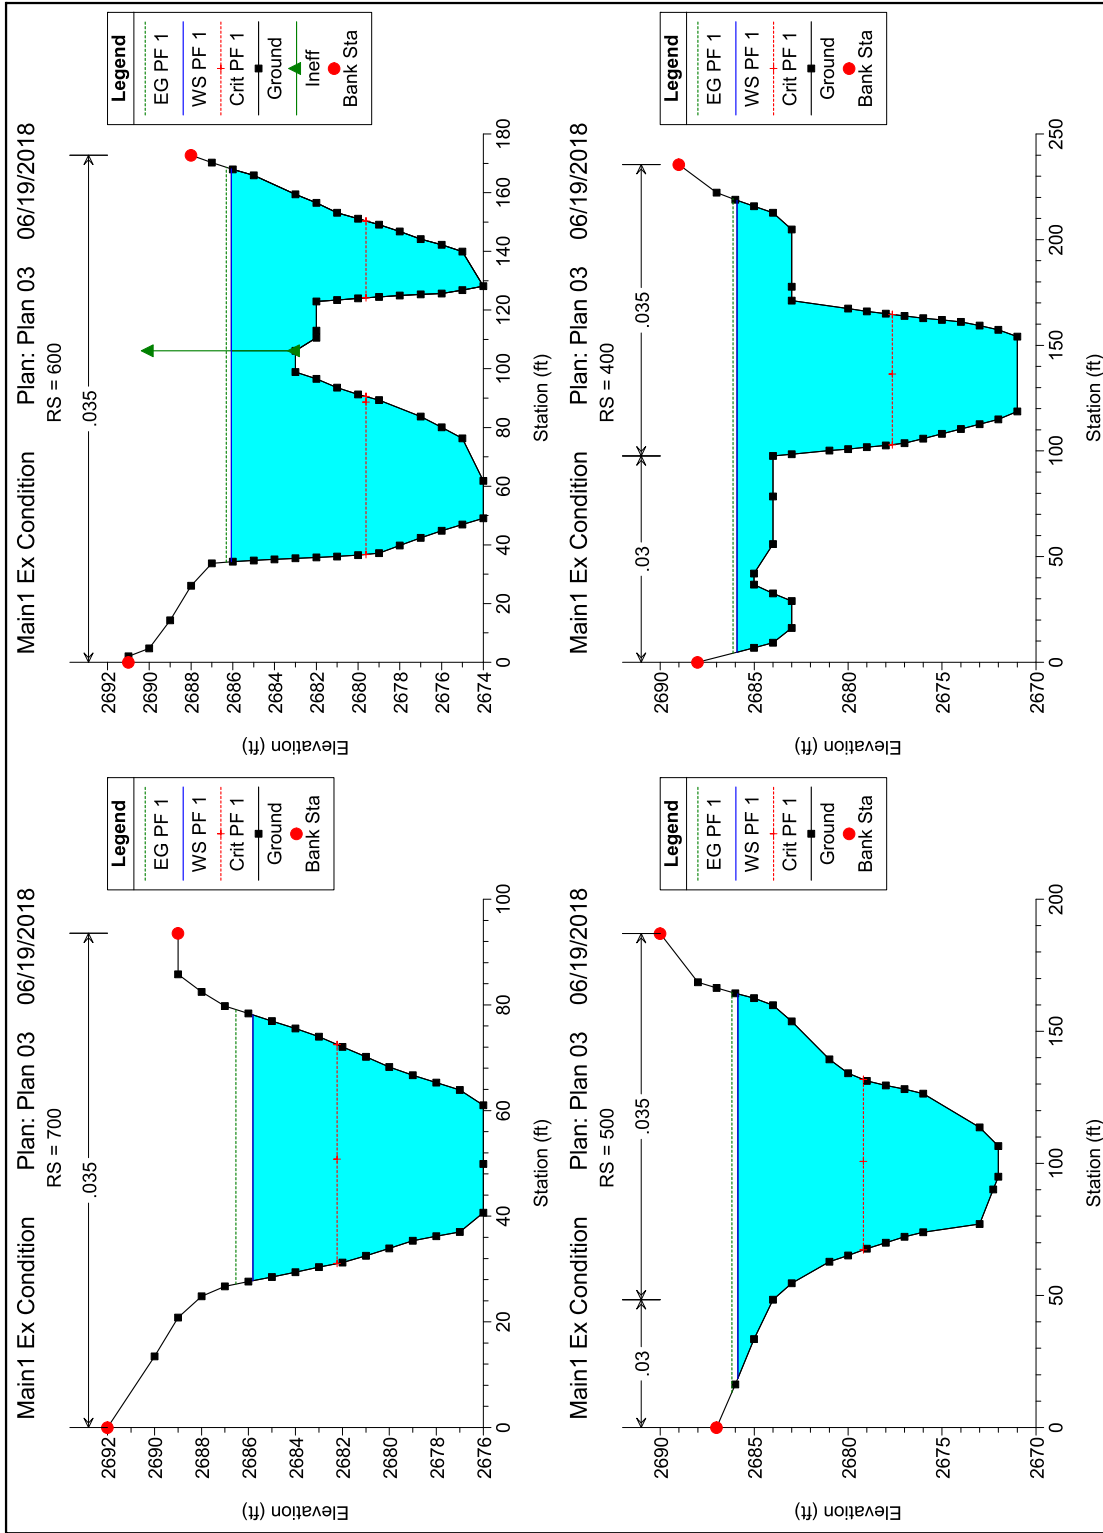 Main1 Ex Condition Plan: Plan 03 06/19/2018
RS = 700
.035
2692
2690
2688
2686
2684
2682
2680
2678
2676
Elevation (ft)
0 20 40 60 80 100
Station (ft)
Legend
EG PF 1
WS PF 1
Crit PF 1
Ground
Bank Sta
Main1 Ex Condition Plan: Plan 03 06/19/2018
RS = 600
.035
2692
2690
2688
2686
2684
2682
2680
2678
2676
2674
Elevation (ft)
0 20 40 60 80 100 120 140 160 180
Station (ft)
Legend
EG PF 1
WS PF 1
Crit PF 1
Ground
Ineff
Bank Sta
Main1 Ex Condition Plan: Plan 03 06/19/2018
RS = 500
.03 .035
2690
2685
2680
2675
2670
Elevation (ft)
0 50 100 150 200
Station (ft)
Legend
EG PF 1
WS PF 1
Crit PF 1
Ground
Bank Sta
Main1 Ex Condition Plan: Plan 03 06/19/2018
RS = 400
.03 .035
2690
2685
2680
2675
2670
Elevation (ft)
0 50 100 150 200 250
Station (ft)
Legend
EG PF 1
WS PF 1
Crit PF 1
Ground
Bank Sta